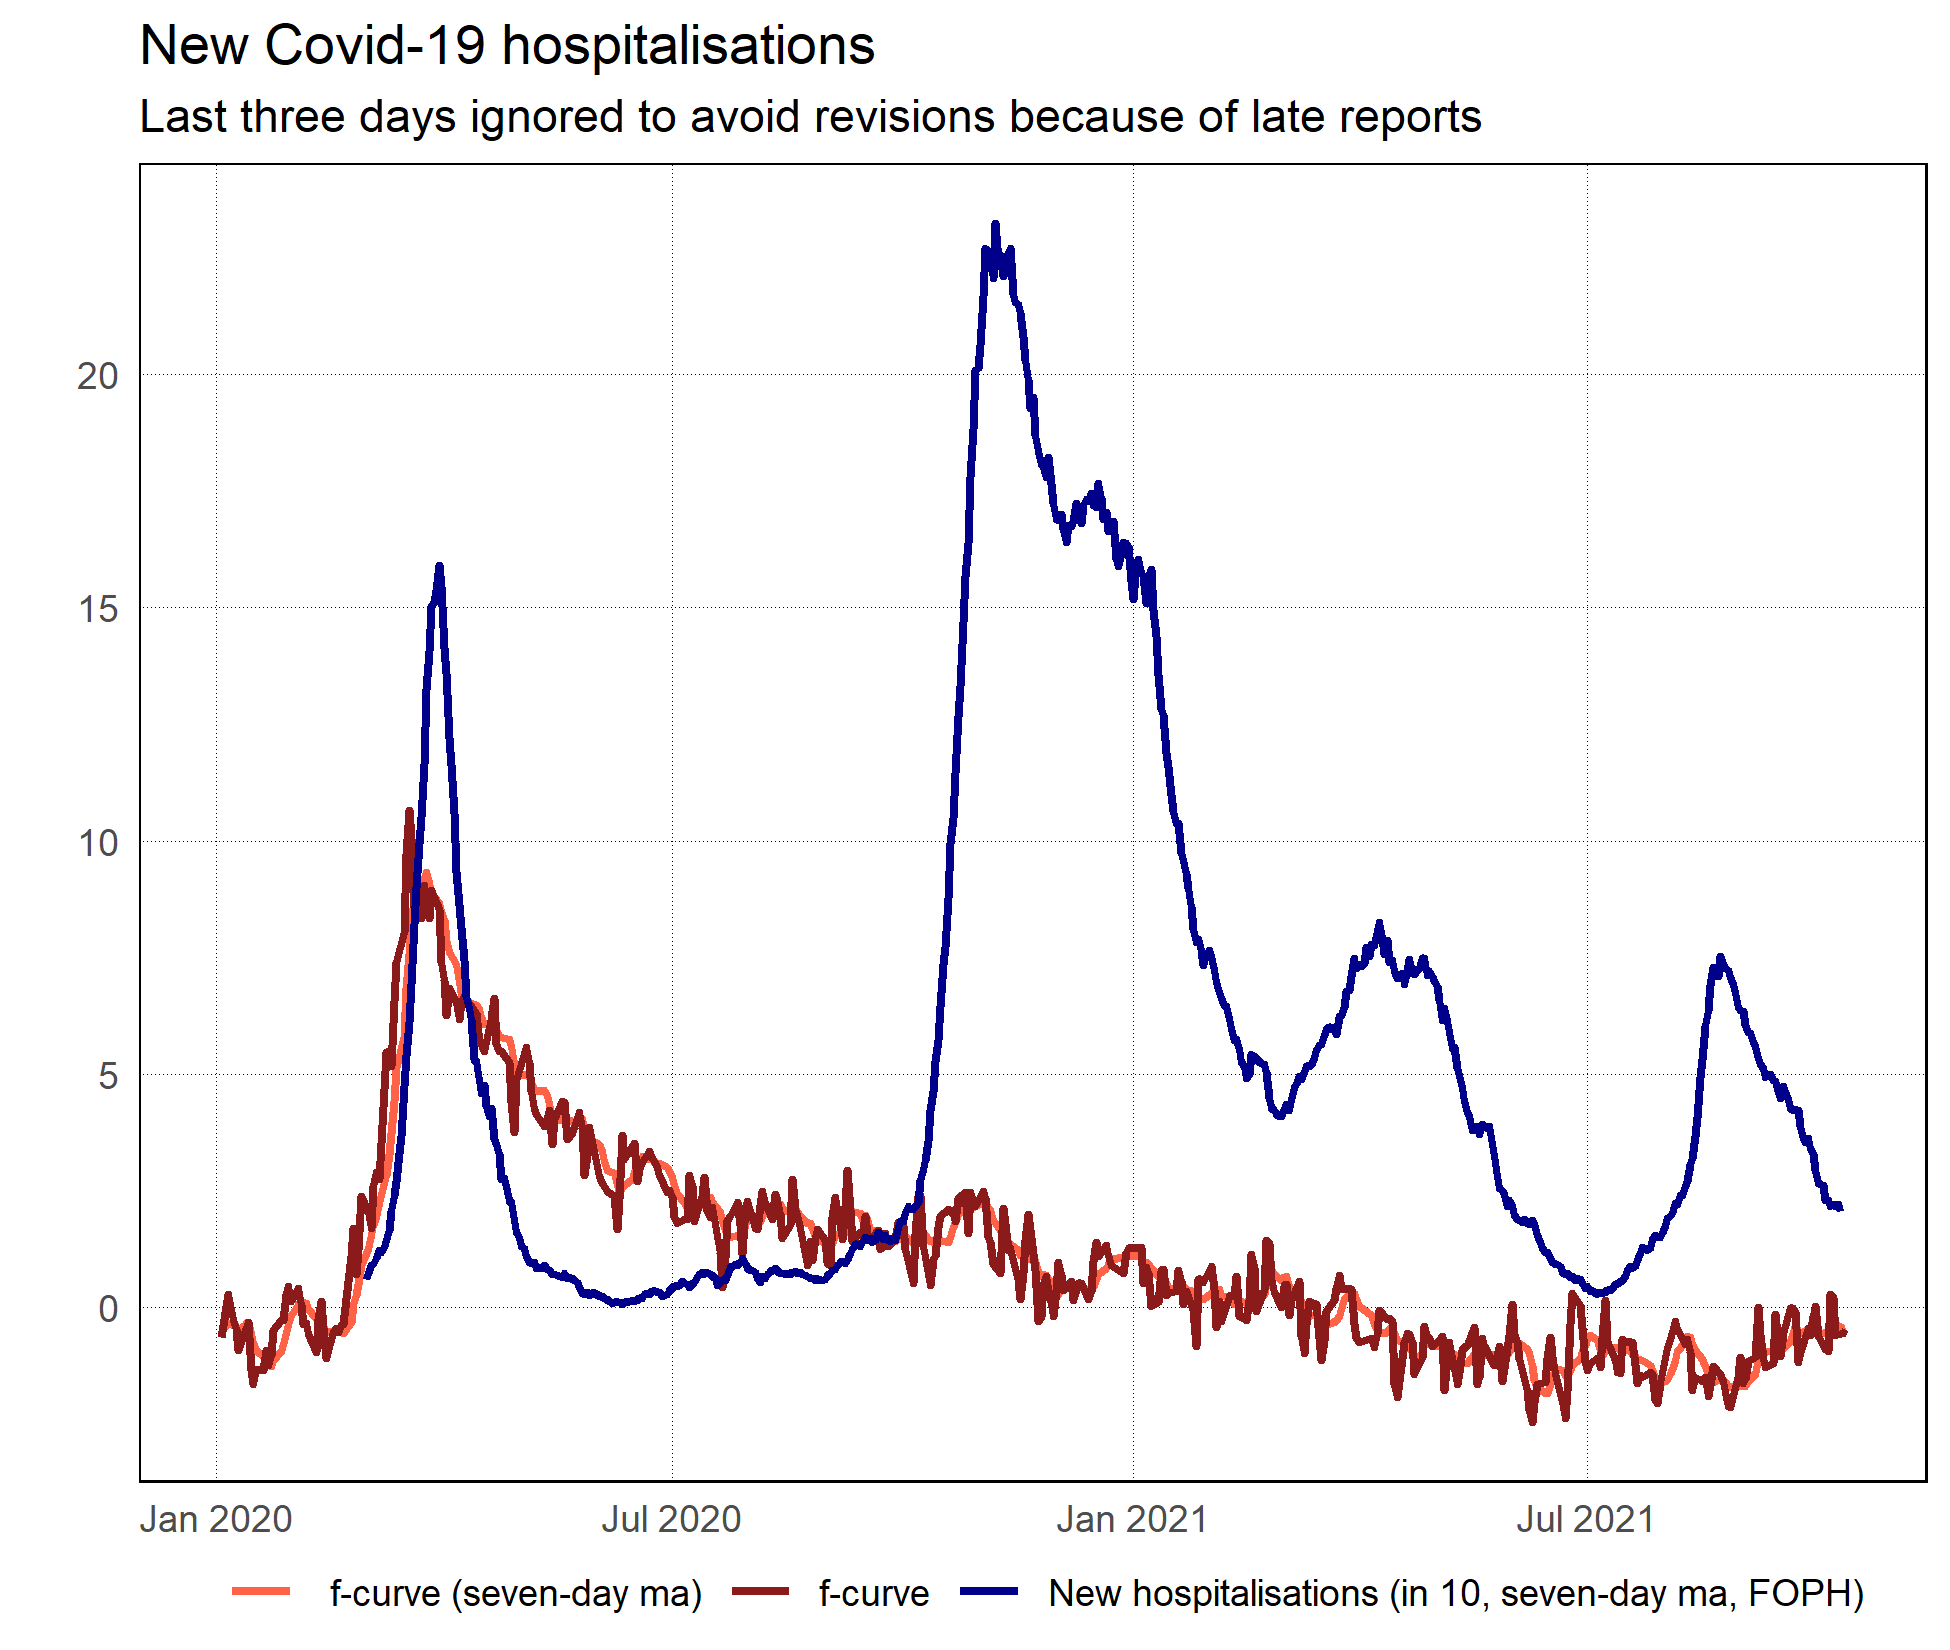 New Covid-19 hospitalisations
Last three days ignored to avoid revisions because of late reports
20
15
10
5
0
Jan 2020 Jul 2020 Jan 2021 Jul 2021
f-curve (seven-day ma) f-curve New hospitalisations (in 10, seven-day ma, FOPH)